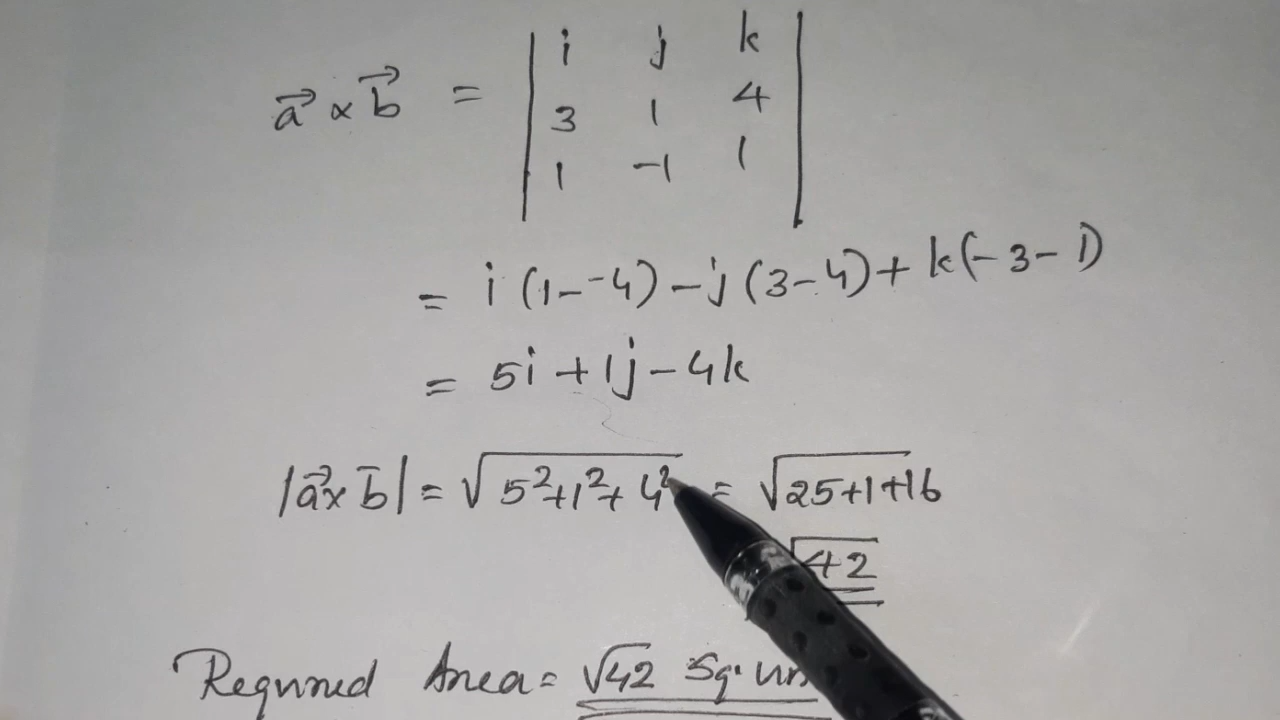 i j k
a⃗ × b⃗ = 3 1 4
1 -1 1
= i (1--4) - j (3-4) + k(-3-1)
= 5i + 1j - 4k
|a⃗ x b̄| = √5²+1²+4² = √25+1+16
√42
Required Area = √42 Sq.